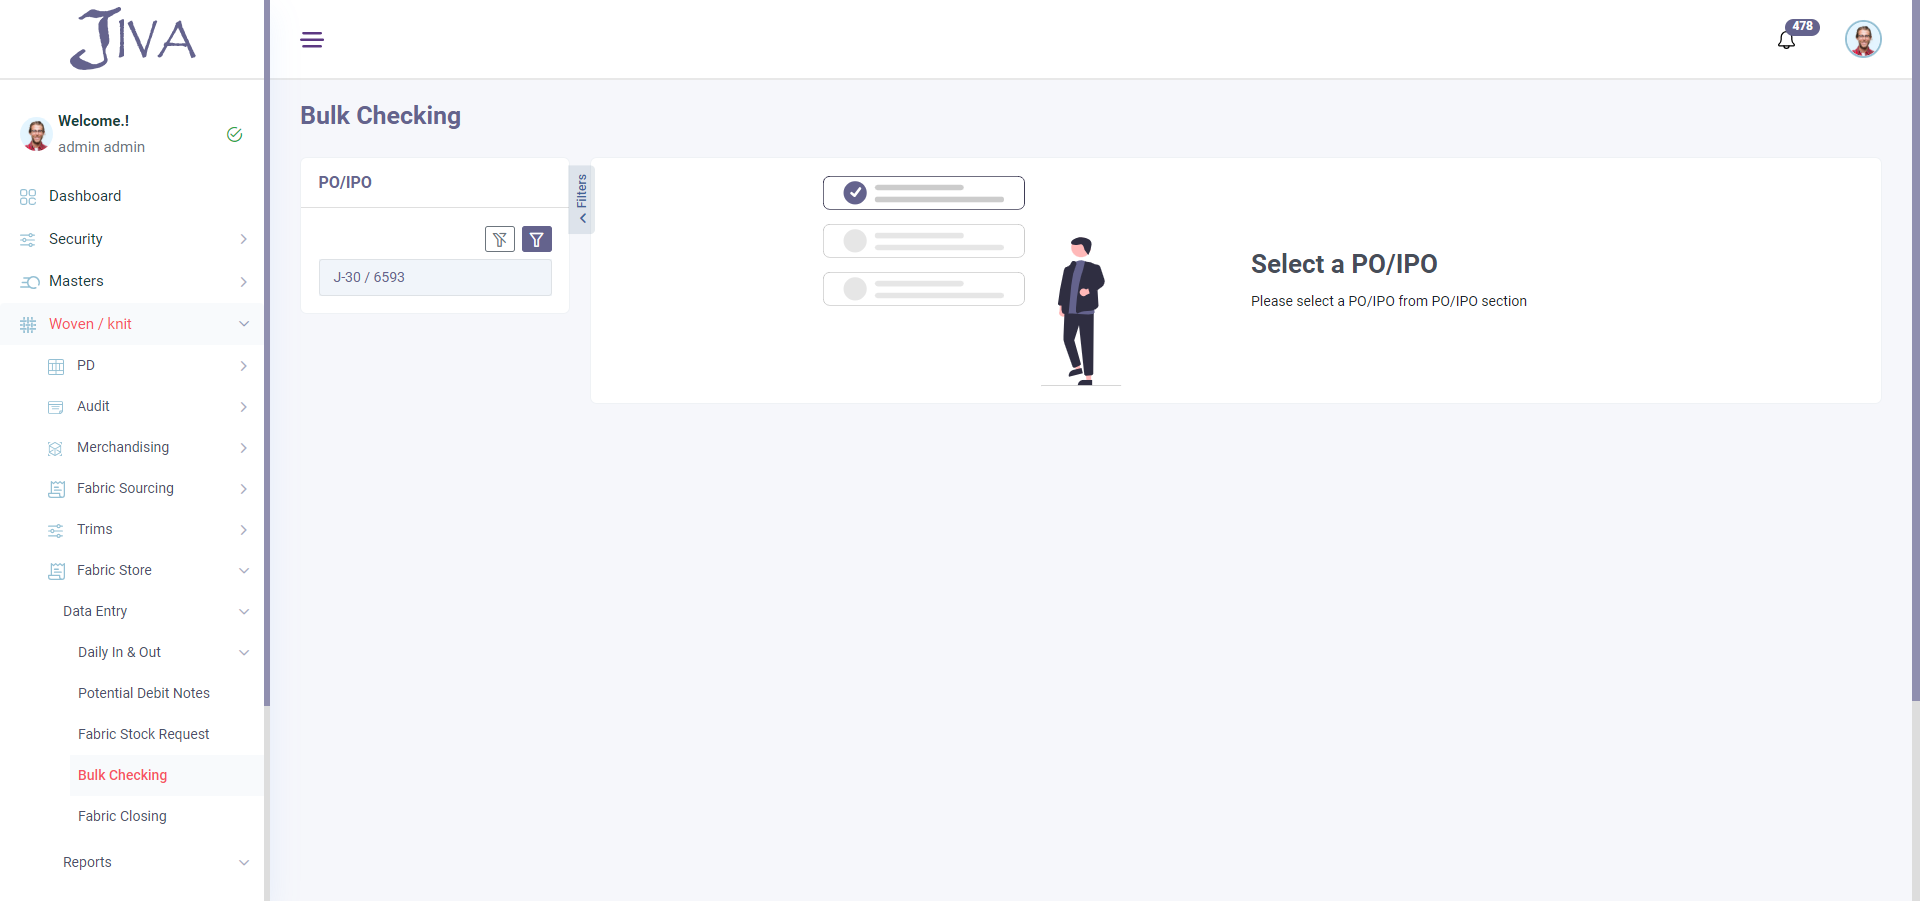 JIVA
478
Welcome.!
admin admin
Dashboard
Security
Masters
Woven / knit
PD
Audit
Merchandising
Fabric Sourcing
Trims
Fabric Store
Data Entry
Daily In & Out
Potential Debit Notes
Fabric Stock Request
Bulk Checking
Fabric Closing
Reports
Bulk Checking
PO/IPO
J-30 / 6593
Filters
Select a PO/IPO
Please select a PO/IPO from PO/IPO section